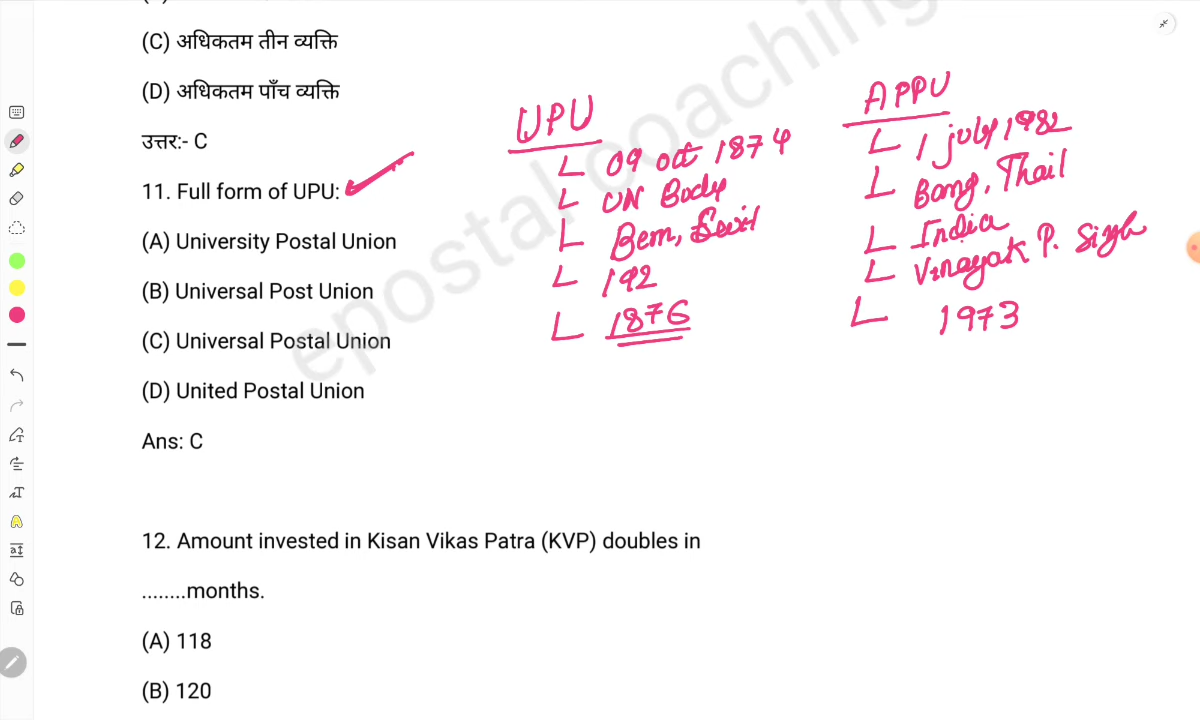 (C) अधिकतम तीन व्यक्ति
(D) अधिकतम पाँच व्यक्ति
उत्तर:- C
11. Full form of UPU:
(A) University Postal Union
(B) Universal Post Union
(C) Universal Postal Union
(D) United Postal Union
Ans: C
12. Amount invested in Kisan Vikas Patra (KVP) doubles in
........months.
(A) 118
(B) 120
UPU
09 oct 1874
UN Body
Bern,
192
1876
APPU
1 july 1982
Bang, Thail
India
Vinayak P. Singh
1973
epostal coaching